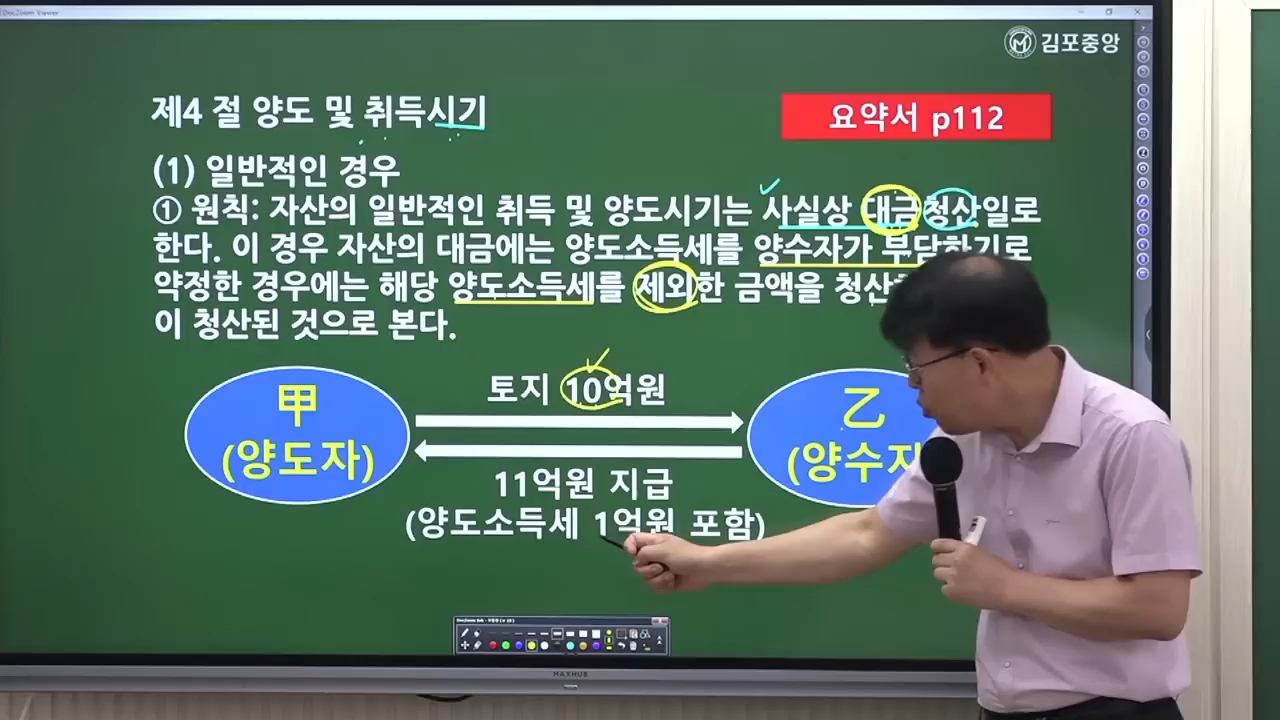 DocZoom Viewer
김포중앙
제4 절 양도 및 취득시기
요약서 p112
(1) 일반적인 경우
① 원칙: 자산의 일반적인 취득 및 양도시기는 사실상 대금청산일로
한다. 이 경우 자산의 대금에는 양도소득세를 양수자가 부담하기로
약정한 경우에는 해당 양도소득세를 제외한 금액을 청산
이 청산된 것으로 본다.
甲
(양도자)
토지 10억원
11억원 지급
(양도소득세 1억원 포함)
乙
(양수자
MAXHUB